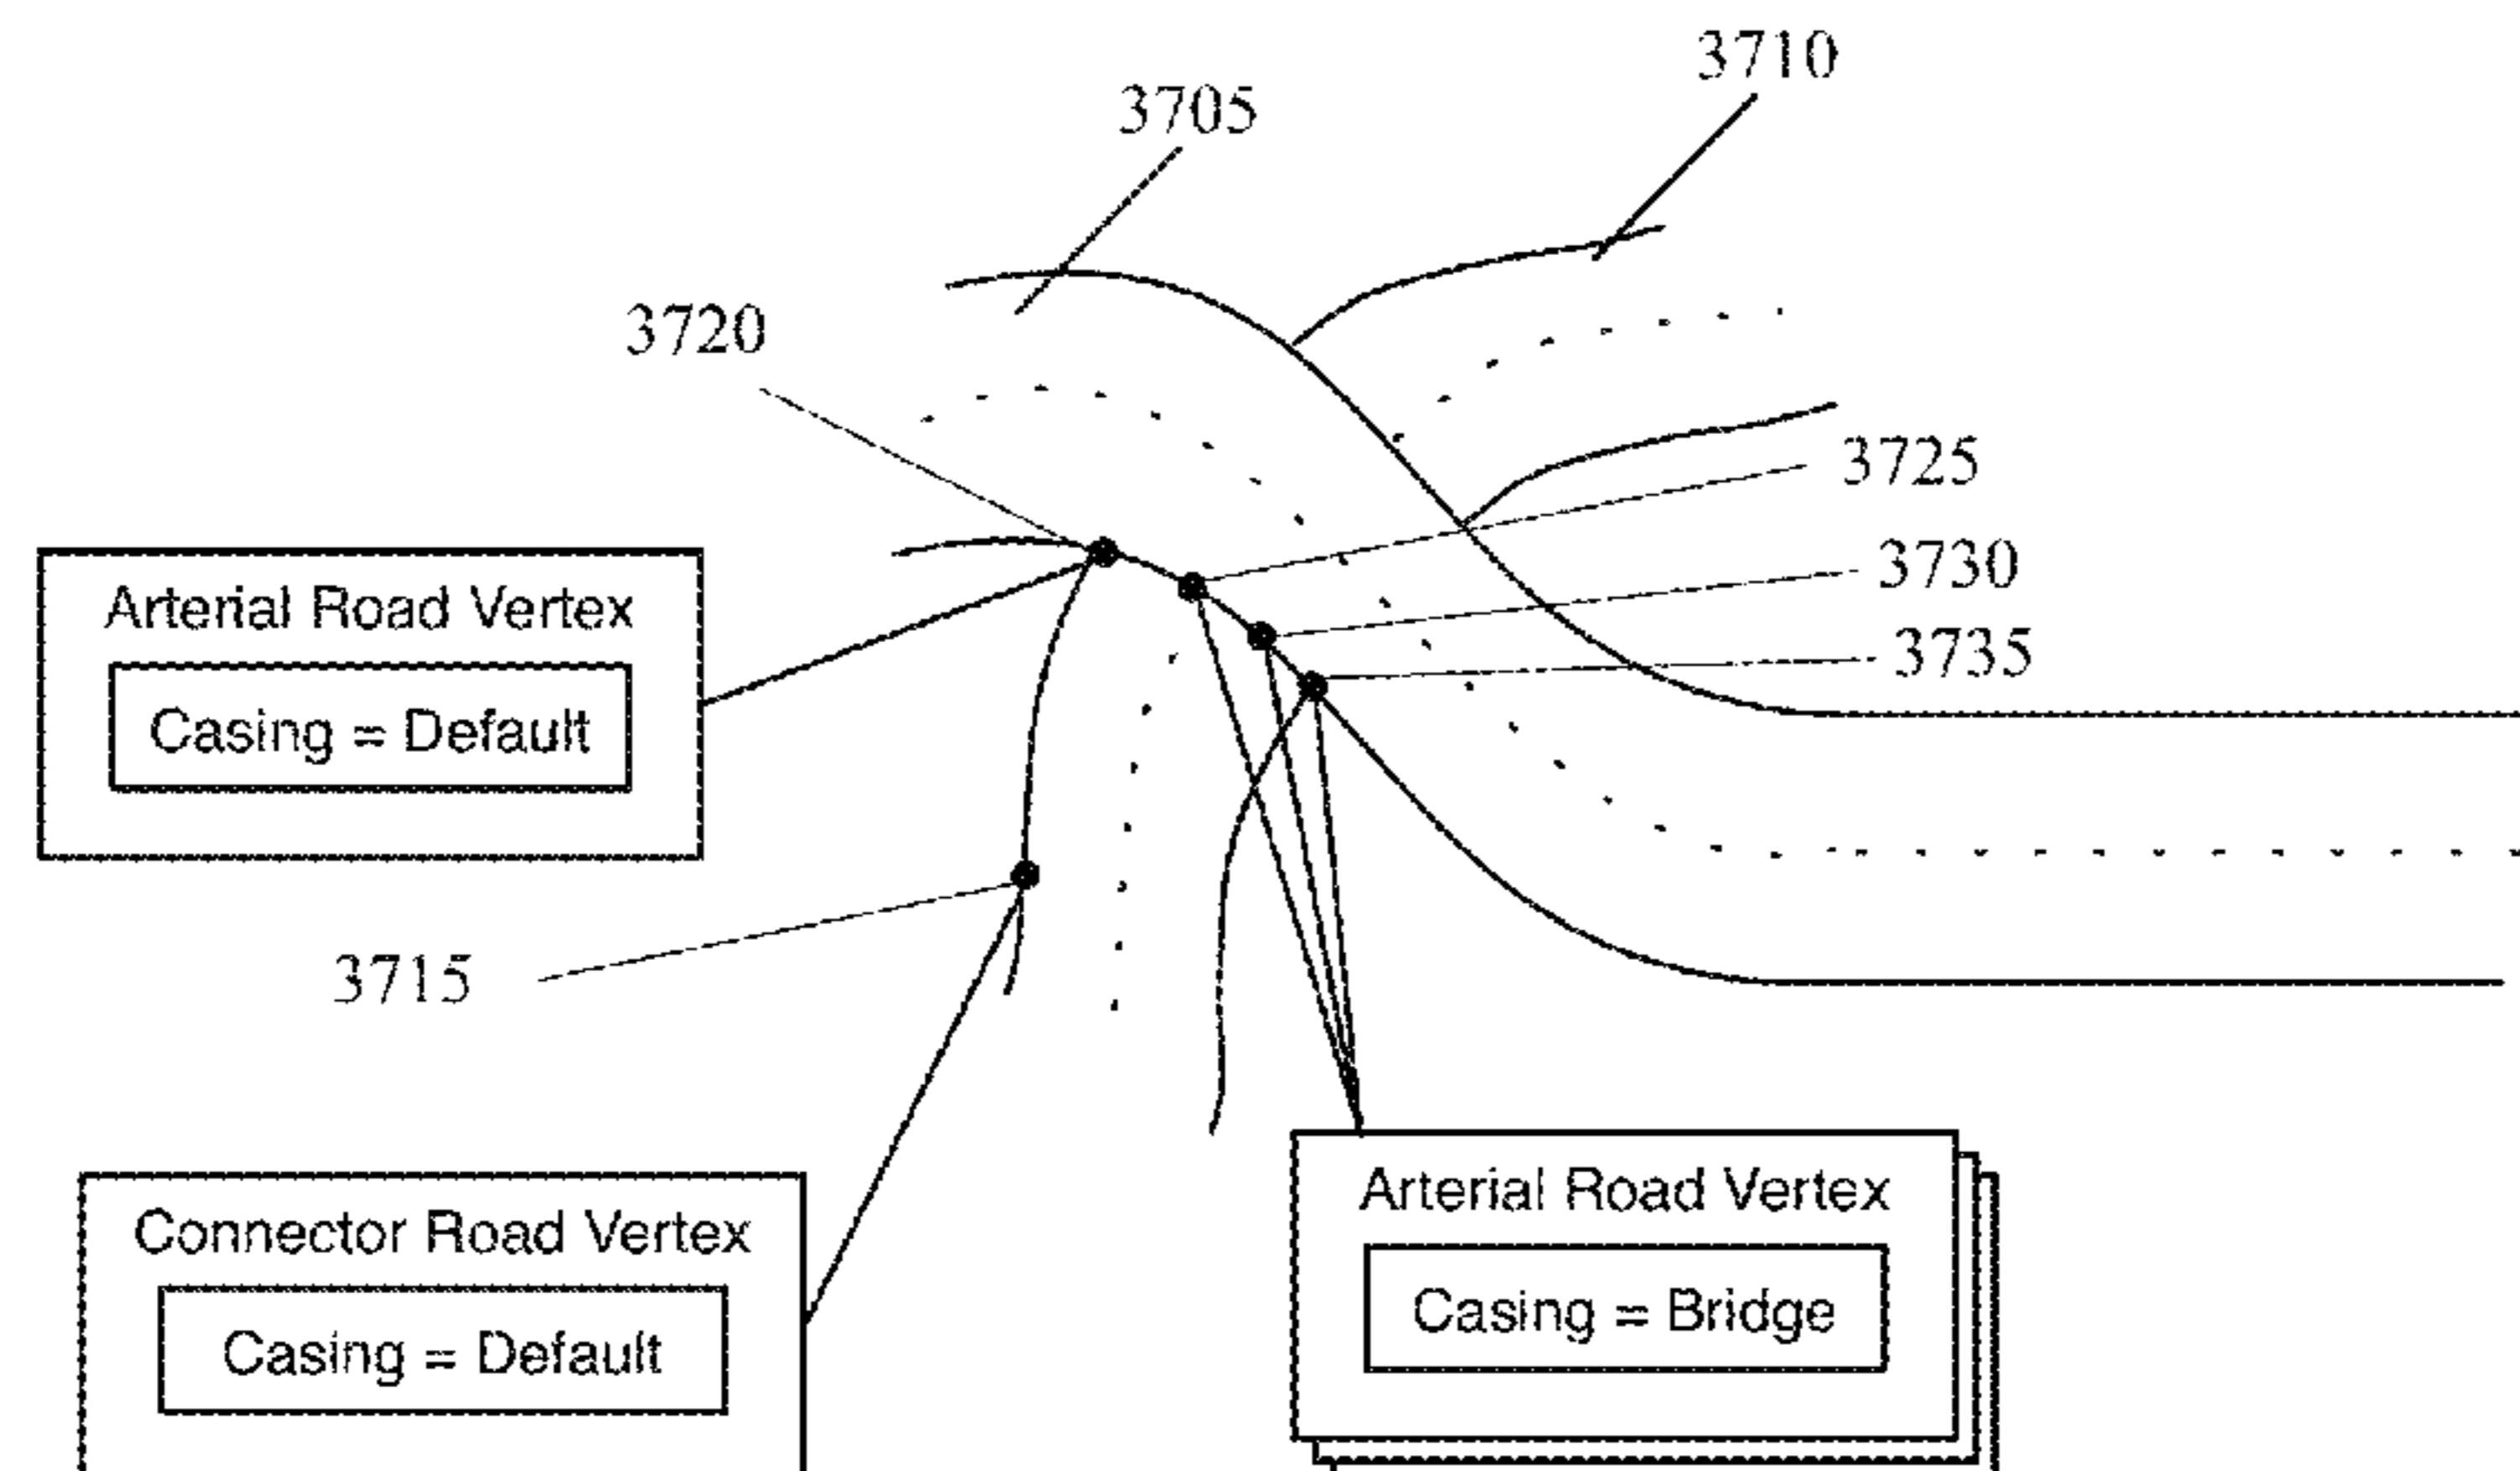 3710
3705
3720
3725
3730
3735
Arterial Road Vertex
Casing = Default
3715
Arterial Road Vertex
Casing = Bridge
Connector Road Vertex
Casing = Default